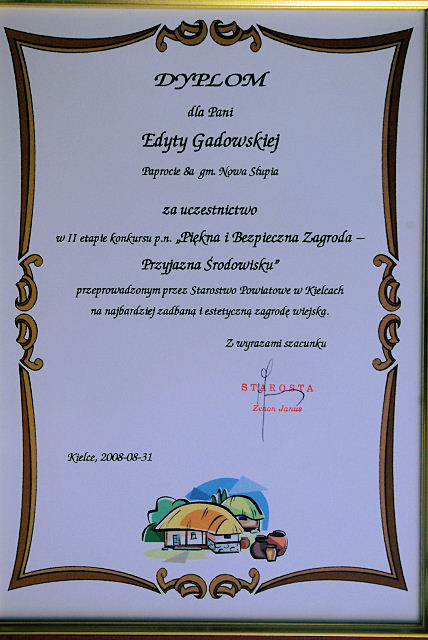 DYPLOM
dla Pani
Edyty Gadowskiej
Paprocie 8a gm. Nowa Słupia
za uczestnictwo
w II etapie konkursu p.n. „Piękna i Bezpieczna Zagroda –
Przyjazna Środowisku”
przeprowadzonym przez Starostwo Powiatowe w Kielcach
na najbardziej zadbaną i estetyczną zagrodę wiejską.
Z wyrazami szacunku
STAROSTA
Zenon Janus
Kielce, 2008-08-31